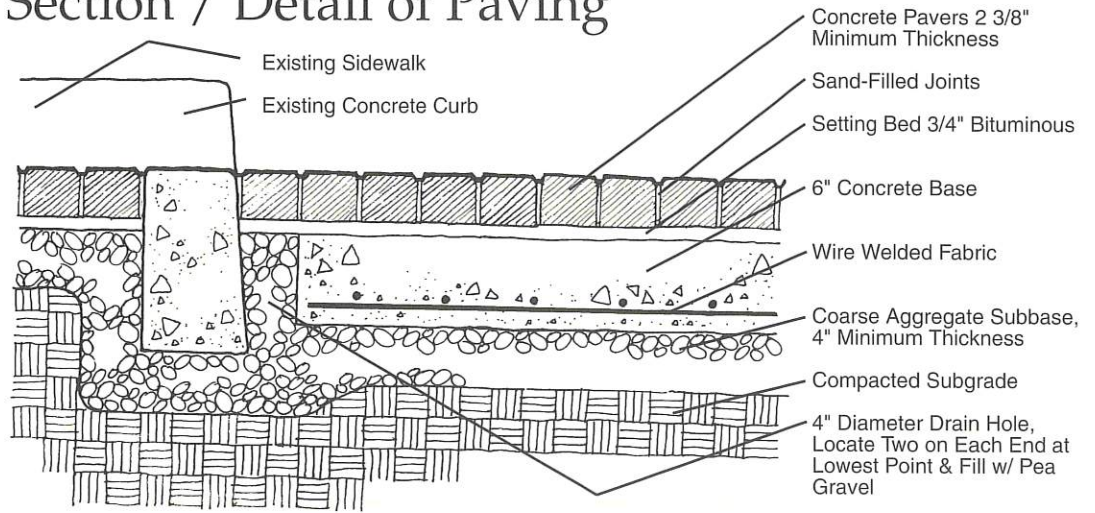 Section / Detail of Paving
Existing Sidewalk
Existing Concrete Curb
Concrete Pavers 2 3/8"
Minimum Thickness
Sand-Filled Joints
Setting Bed 3/4" Bituminous
6" Concrete Base
Wire Welded Fabric
Coarse Aggregate Subbase,
4" Minimum Thickness
Compacted Subgrade
4" Diameter Drain Hole,
Locate Two on Each End at
Lowest Point & Fill w/ Pea
Gravel